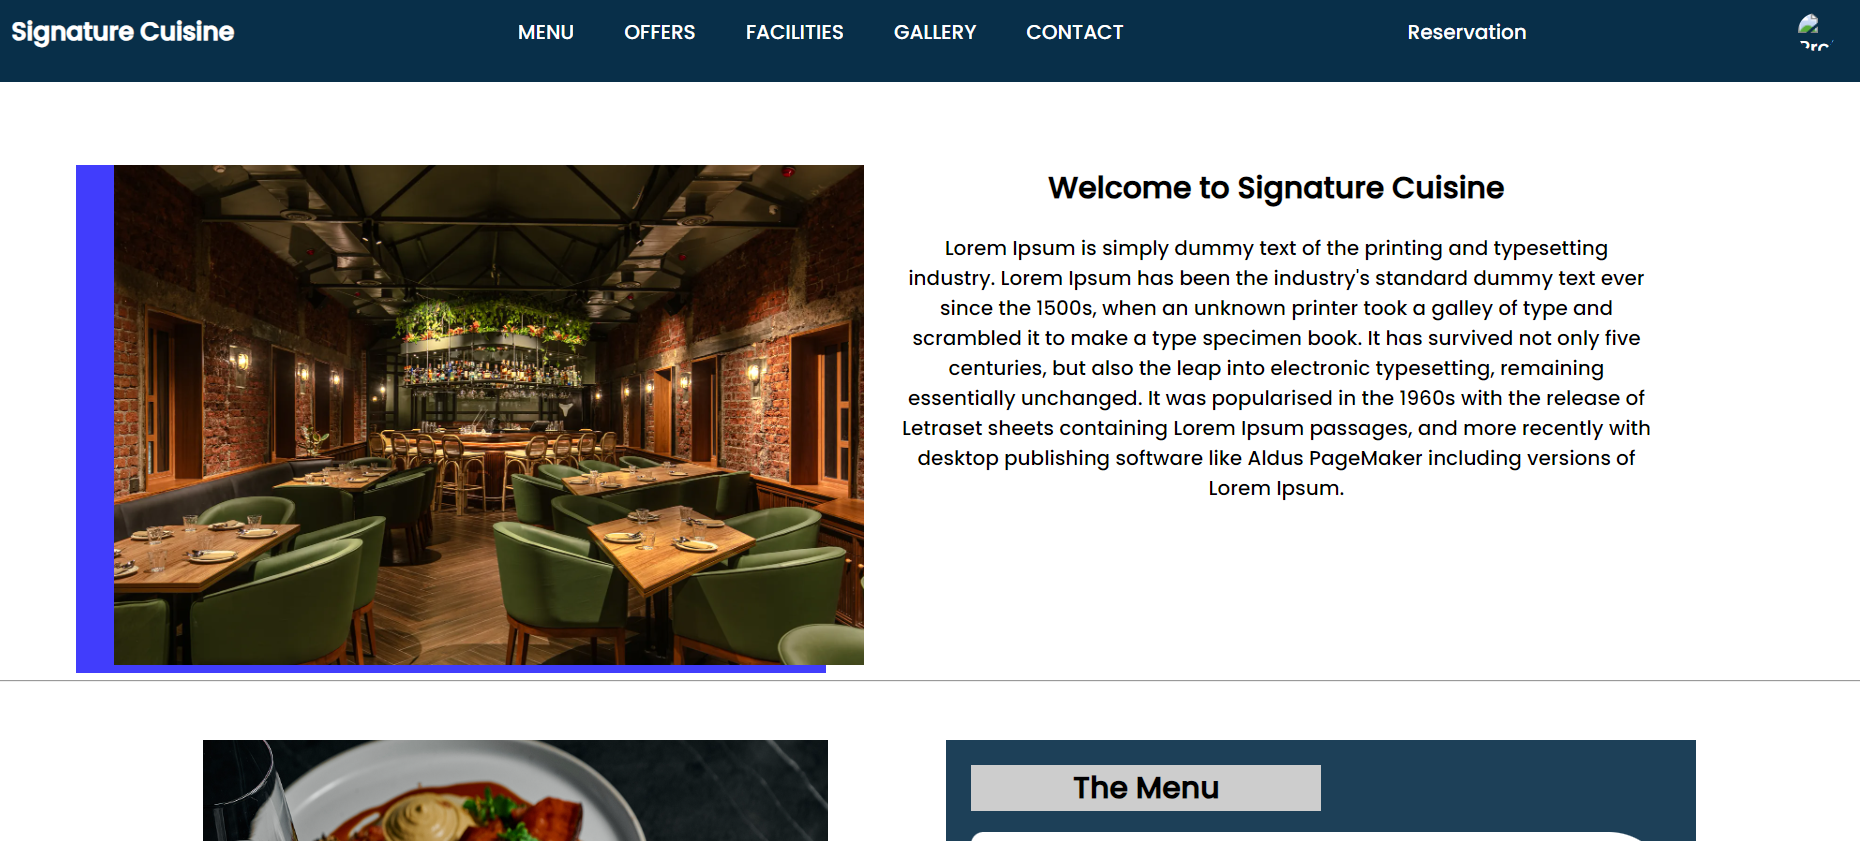 Signature Cuisine
MENU OFFERS FACILITIES GALLERY CONTACT
Reservation
Welcome to Signature Cuisine
Lorem Ipsum is simply dummy text of the printing and typesetting
industry. Lorem Ipsum has been the industry's standard dummy text ever
since the 1500s, when an unknown printer took a galley of type and
scrambled it to make a type specimen book. It has survived not only five
centuries, but also the leap into electronic typesetting, remaining
essentially unchanged. It was popularised in the 1960s with the release of
Letraset sheets containing Lorem Ipsum passages, and more recently with
desktop publishing software like Aldus PageMaker including versions of
Lorem Ipsum.
The Menu